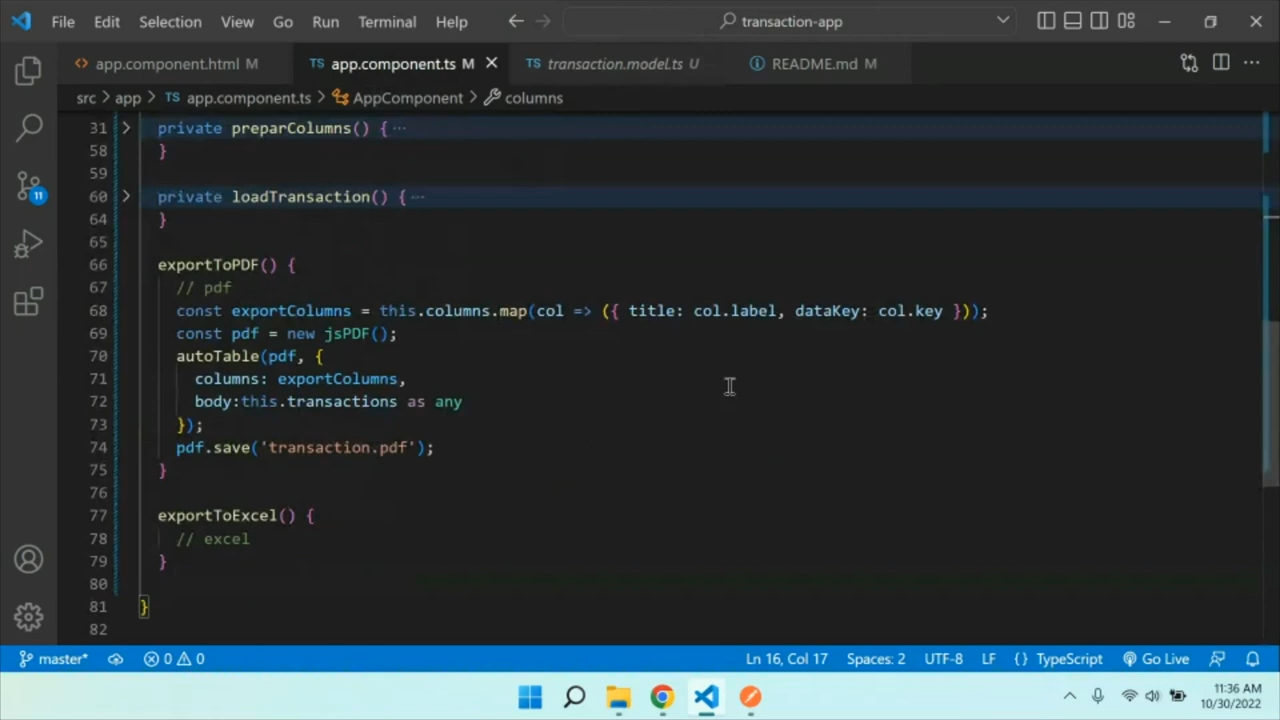 File Edit Selection View Go Run Terminal Help transaction-app
app.component.html M TS app.component.ts M TS transaction.model.ts U README.md M
src > app > TS app.component.ts > AppComponent > columns
31 private preparColumns() { ···
58 }
59
60 private loadTransaction() { ···
64 }
65
66 exportToPDF() {
67 // pdf
68 const exportColumns = this.columns.map(col => ({ title: col.label, dataKey: col.key }));
69 const pdf = new jsPDF();
70 autoTable(pdf, {
71 columns: exportColumns,
72 body:this.transactions as any
73 });
74 pdf.save('transaction.pdf');
75 }
76
77 exportToExcel() {
78 // excel
79 }
80
81 }
82
11
master* 0 0 Ln 16, Col 17 Spaces: 2 UTF-8 LF {} TypeScript Go Live
11:36 AM
10/30/2022